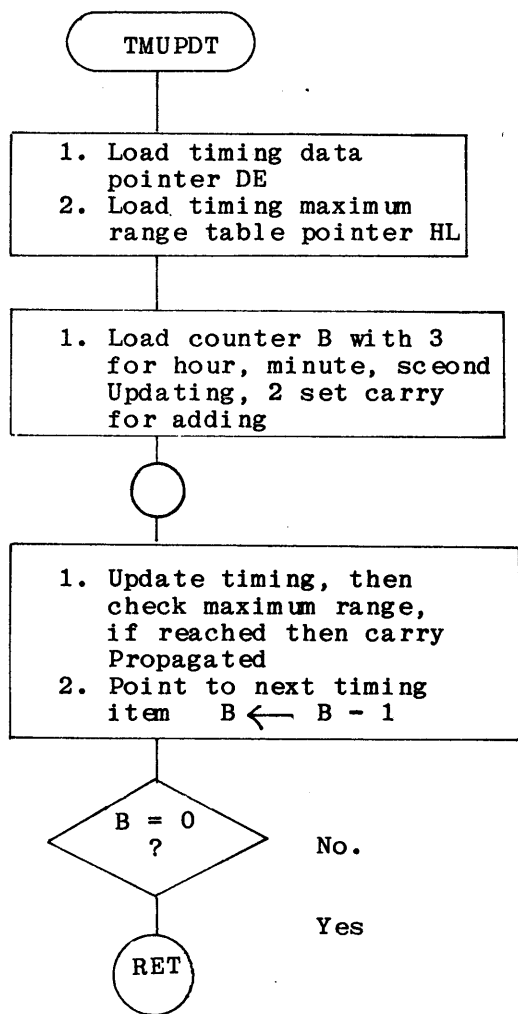 TMUPDT
1. Load timing data
pointer DE
2. Load timing maximum
range table pointer HL
1. Load counter B with 3
for hour, minute, sceond
Updating, 2 set carry
for adding
1. Update timing, then
check maximum range,
if reached then carry
Propagated
2. Point to next timing
item B ← B - 1
B = 0
?
No.
Yes
RET